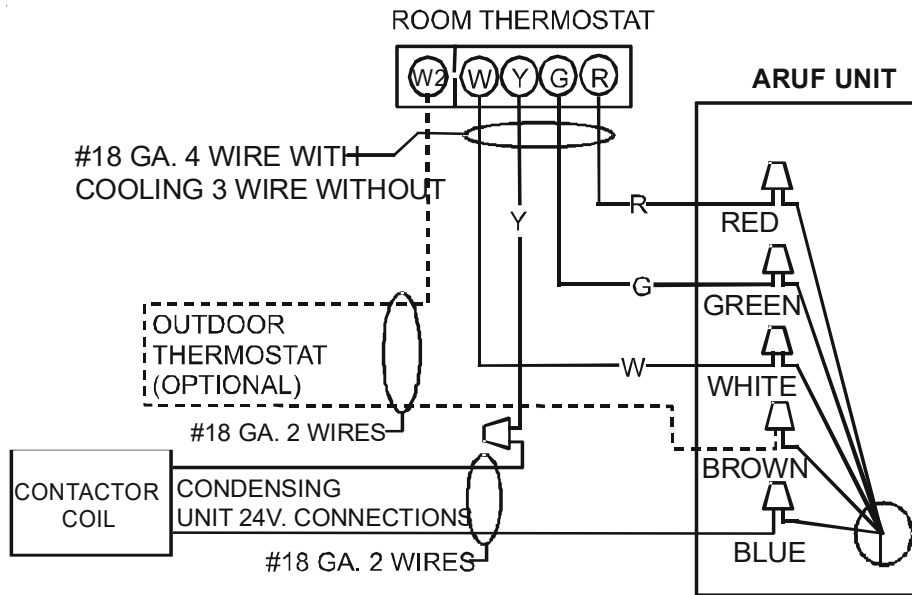 ROOM THERMOSTAT
W2 W Y G R
ARUF UNIT
#18 GA. 4 WIRE WITH
COOLING 3 WIRE WITHOUT
R
RED
Y
G
GREEN
OUTDOOR
THERMOSTAT
(OPTIONAL)
W
WHITE
#18 GA. 2 WIRES
BROWN
CONTACTOR
COIL
CONDENSING
UNIT 24V. CONNECTIONS
BLUE
#18 GA. 2 WIRES